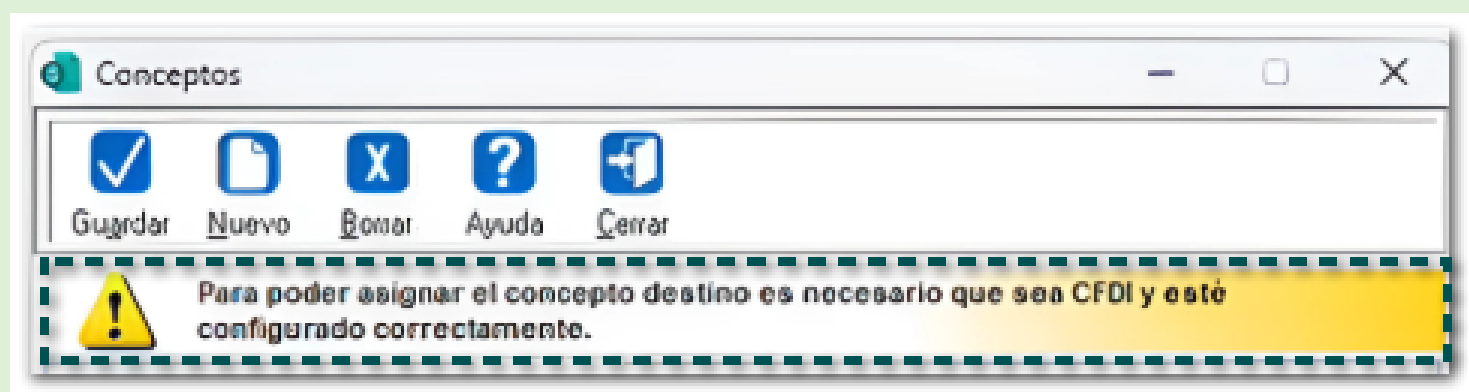 Conceptos
Guardar Nuevo Borrar Ayuda Cerrar
Para poder asignar el concepto destino es necesario que sea CFDI y esté
configurado correctamente.